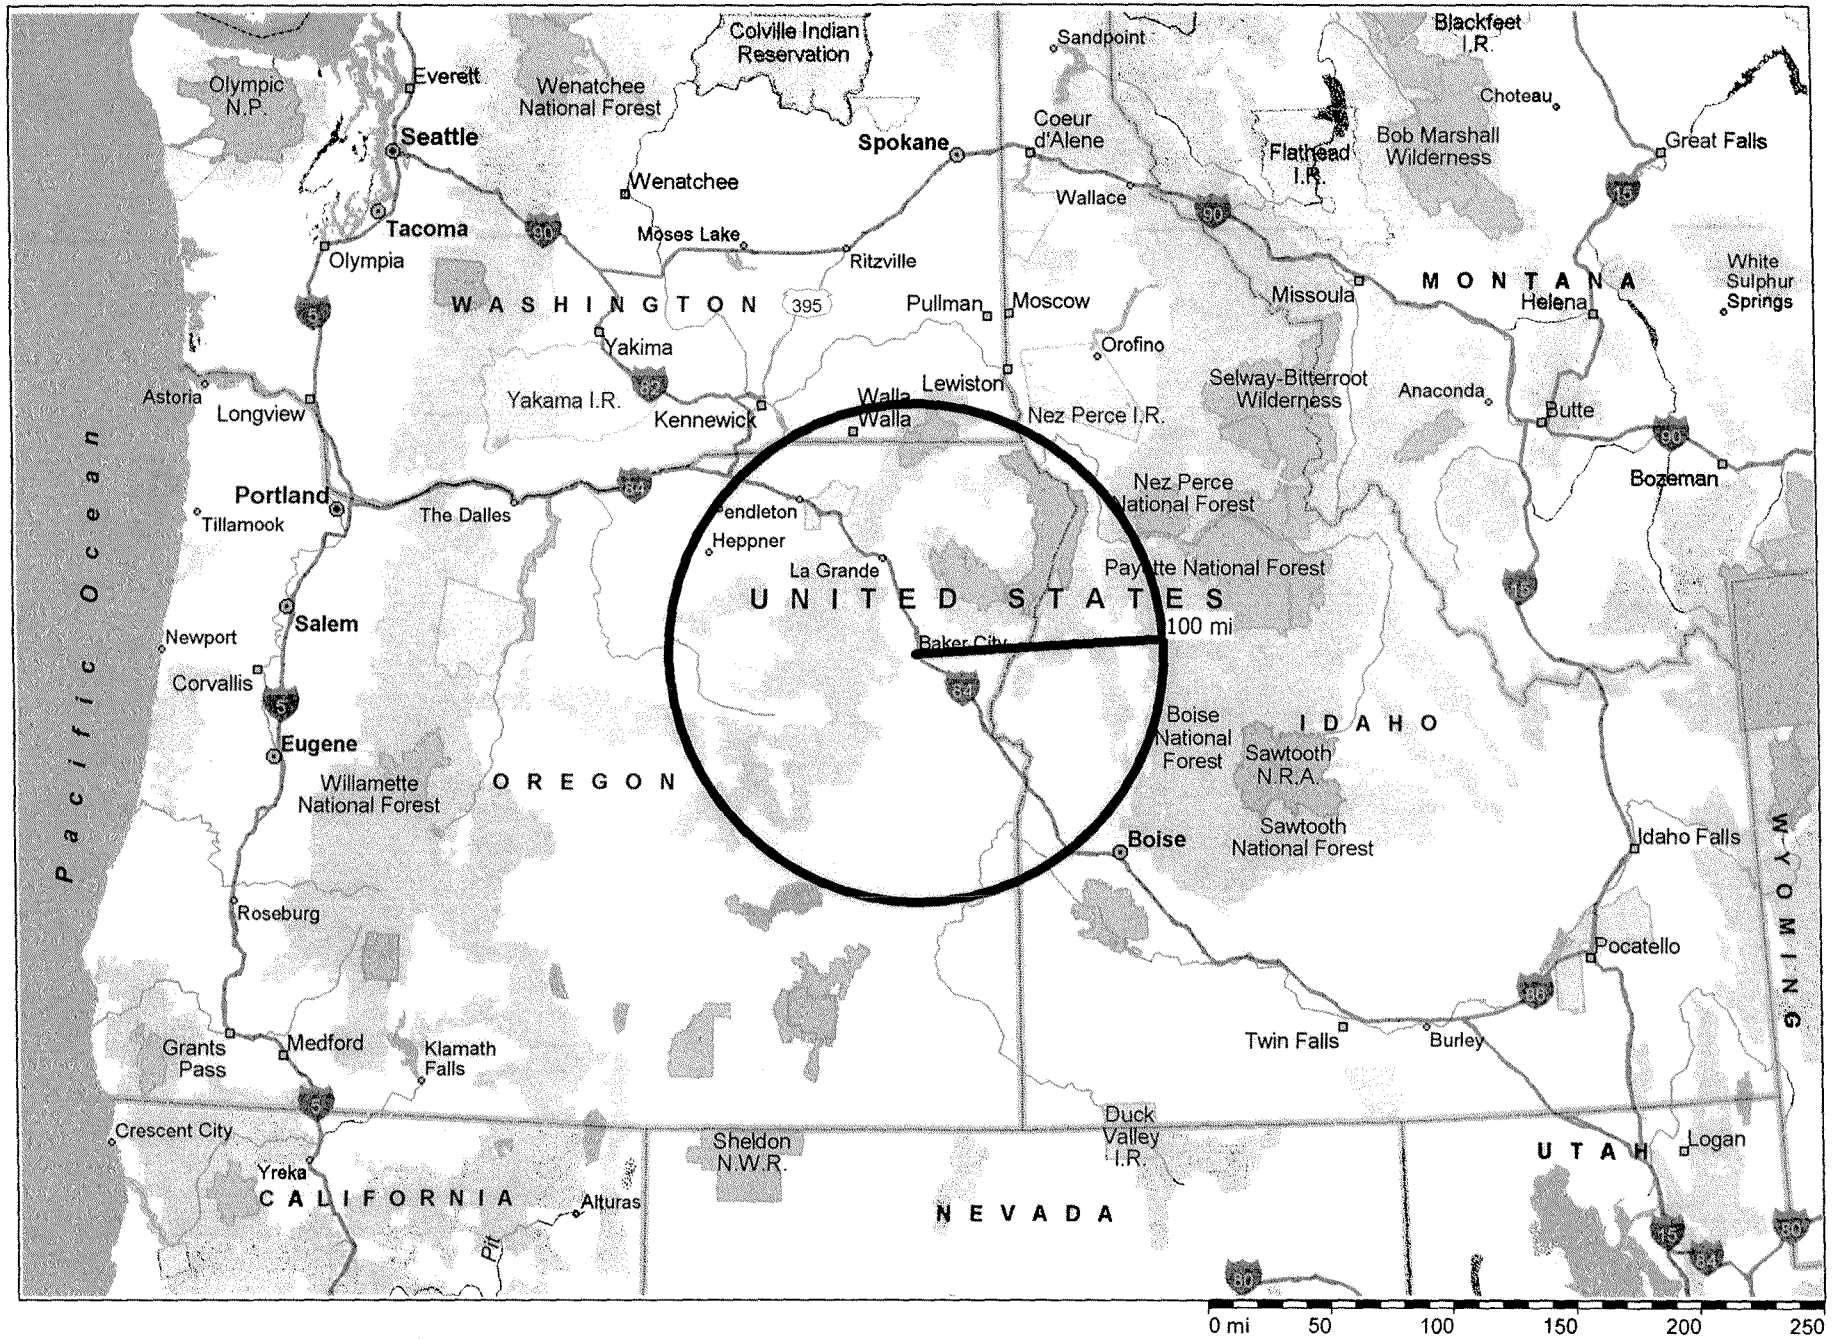 Colville Indian
Reservation
Blackfeet
I.R.
Sandpoint
Olympic
N.P.
Everett
Wenatchee
National Forest
Choteau
Seattle
Spokane
Coeur
d'Alene
Flathead
I.R.
Bob Marshall
Wilderness
Great Falls
Wenatchee
Wallace
15
90
90
Tacoma
Moses Lake
Olympia
Ritzville
White
Sulphur
Springs
MONTANA
Missoula
Helena
WASHINGTON
395
Pullman
Moscow
5
Yakima
Orofino
82
Yakama I.R.
Lewiston
Selway-Bitterroot
Wilderness
Anaconda
Astoria
Longview
Kennewick
Walla
Walla
Nez Perce I.R.
Butte
90
Bozeman
Pacific Ocean
84
Nez Perce
National Forest
Portland
Tillamook
The Dalles
endleton
Heppner
La Grande
Payette National Forest
15
UNITED STATES
100 mi
Salem
Newport
Baker City
Corvallis
84
5
Boise
National
Forest
IDAHO
Eugene
Sawtooth
N.R.A.
Willamette
National Forest
OREGON
Sawtooth
National Forest
Boise
Idaho Falls
WYOMING
Roseburg
Pocatello
86
Grants
Pass
Medford
Klamath
Falls
Twin Falls
Burley
5
Crescent City
Duck
Valley
I.R.
Sheldon
N.W.R.
UTAH
Logan
Yreka
CALIFORNIA
Alturas
NEVADA
Pit
15
80
84
80
0 mi 50 100 150 200 250